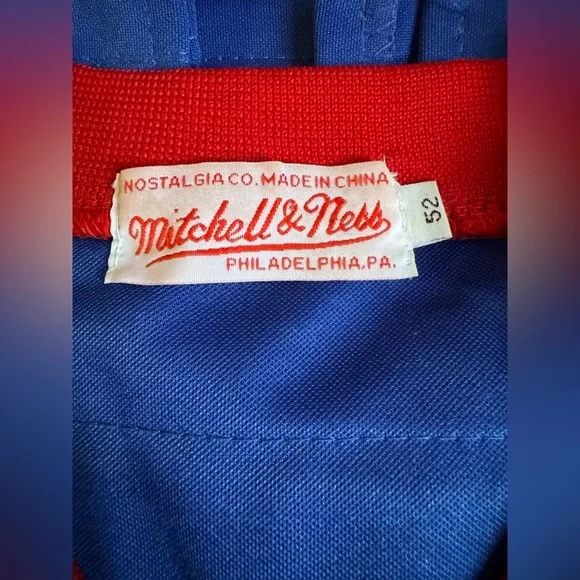 NOSTALGIA CO. MADE IN CHINA
Mitchell & Ness
PHILADELPHIA, PA.
52